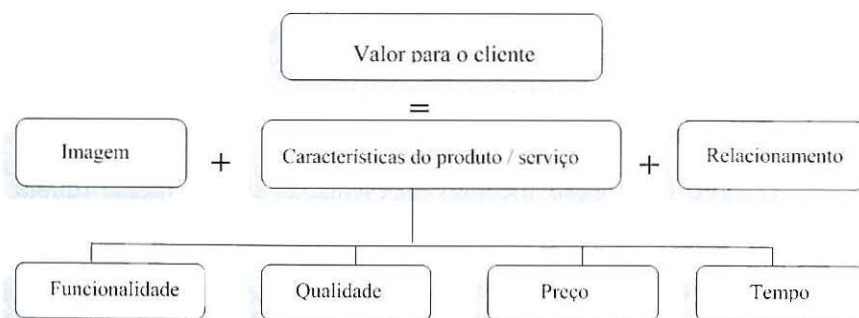 Valor para o cliente
=
Imagem + Características do produto / serviço + Relacionamento
Funcionalidade Qualidade Preço Tempo